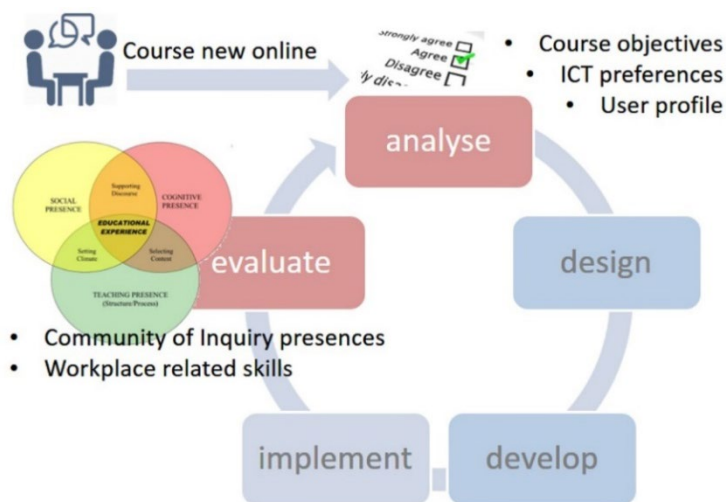 Course new online
Strongly agree
Agree
Disagree
• Course objectives
• ICT preferences
• User profile
analyse
design
develop
implement
evaluate
SOCIAL
PRESENCE
Supporting
Discourse
COGNITIVE
PRESENCE
EDUCATIONAL
EXPERIENCE
Setting
Climate
Selecting
Content
TEACHING PRESENCE
(Structure/Process)
• Community of Inquiry presences
• Workplace related skills